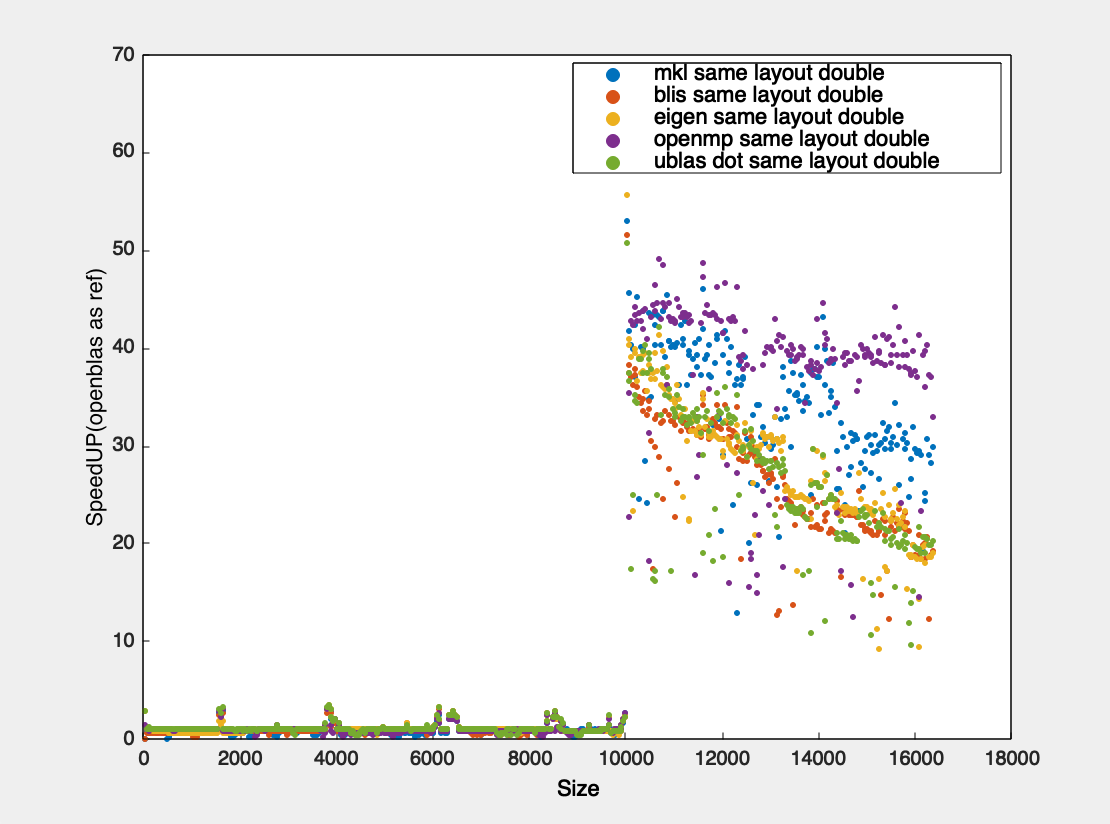 70
60
50
40
30
20
10
0
SpeedUP(openblas as ref)
mkl same layout double
blis same layout double
eigen same layout double
openmp same layout double
ublas dot same layout double
0 2000 4000 6000 8000 10000 12000 14000 16000 18000
Size